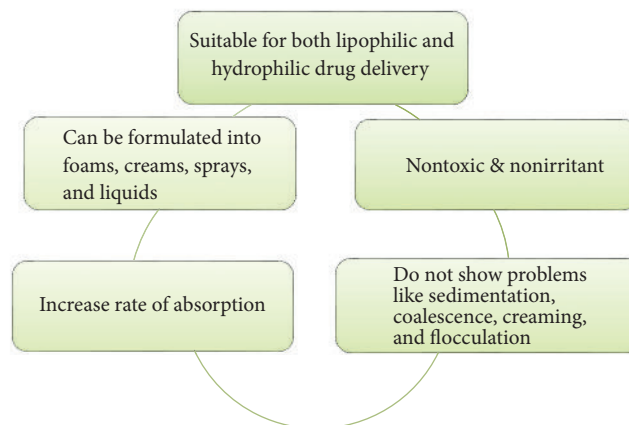 Suitable for both lipophilic and
hydrophilic drug delivery
Can be formulated into
foams, creams, sprays,
and liquids
Nontoxic & nonirritant
Increase rate of absorption
Do not show problems
like sedimentation,
coalescence, creaming,
and flocculation